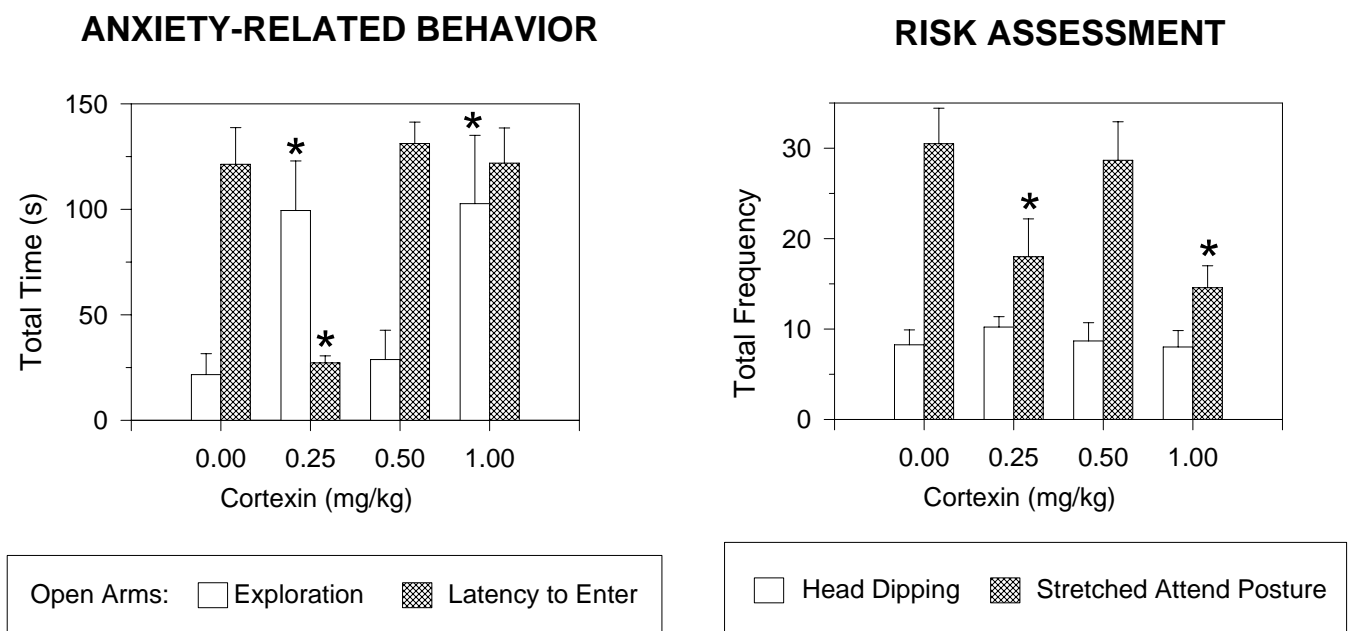 ANXIETY-RELATED BEHAVIOR
Total Time (s)
150
100
50
0
*
*
*
0.00 0.25 0.50 1.00
Cortexin (mg/kg)
Open Arms: Exploration Latency to Enter
RISK ASSESSMENT
Total Frequency
30
20
10
0
*
*
0.00 0.25 0.50 1.00
Cortexin (mg/kg)
Head Dipping Stretched Attend Posture